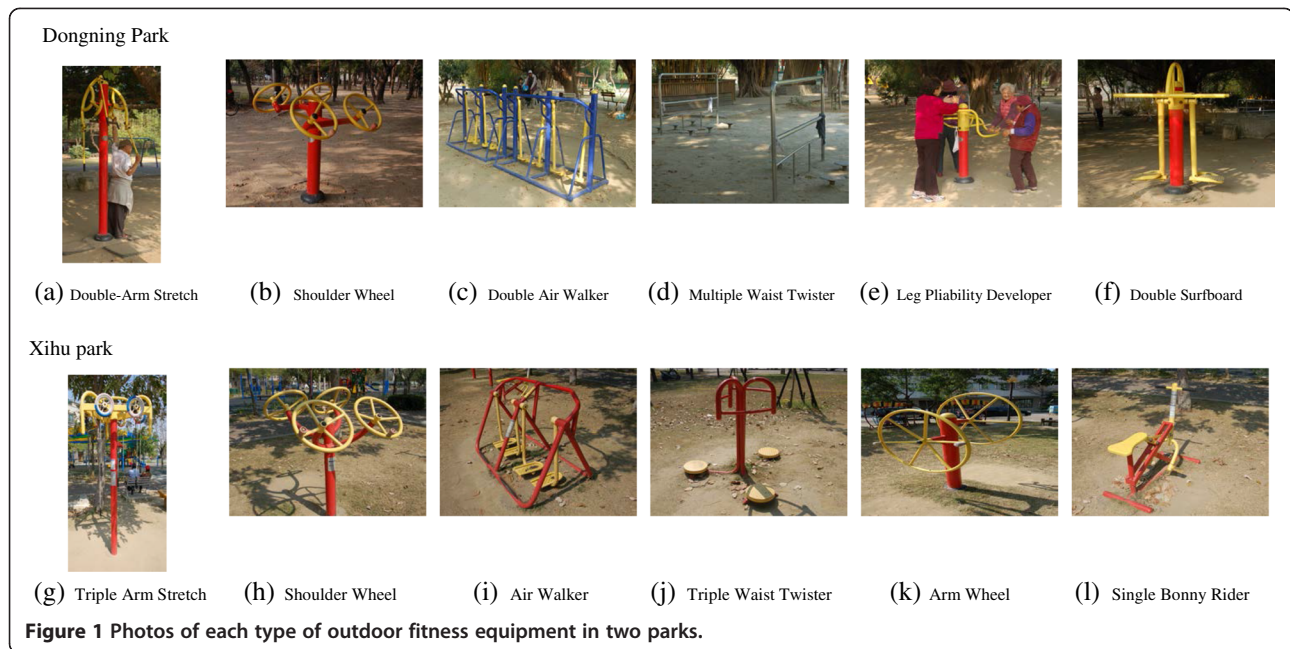 Dongning Park
(a) Double-Arm Stretch (b) Shoulder Wheel (c) Double Air Walker (d) Multiple Waist Twister (e) Leg Pliability Developer (f) Double Surfboard
Xihu park
(g) Triple Arm Stretch (h) Shoulder Wheel (i) Air Walker (j) Triple Waist Twister (k) Arm Wheel (l) Single Bonny Rider
Figure 1 Photos of each type of outdoor fitness equipment in two parks.